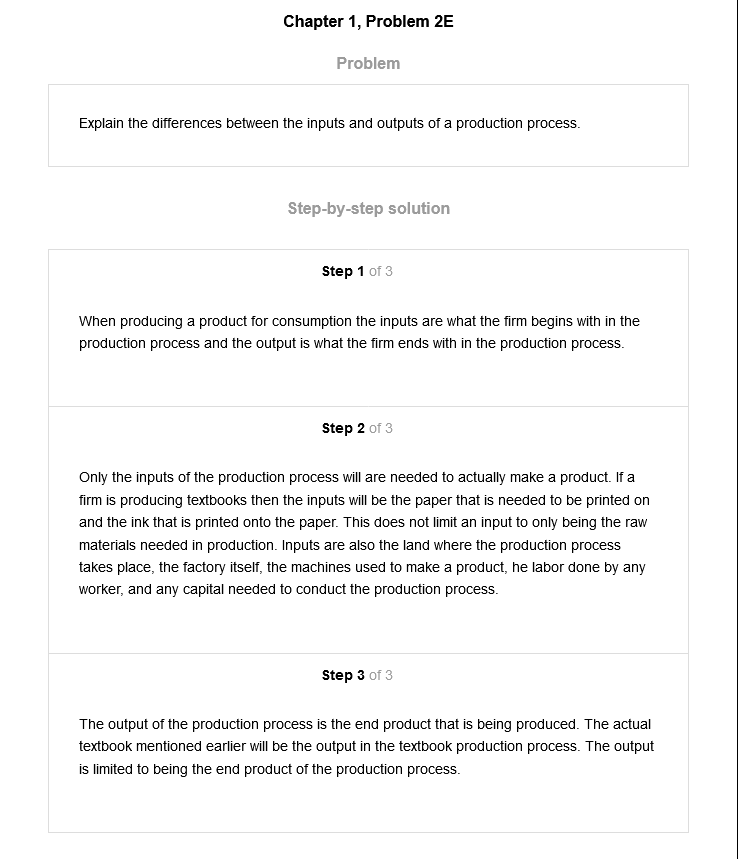 Chapter 1, Problem 2E
Problem
Explain the differences between the inputs and outputs of a production process.
Step-by-step solution
Step 1 of 3
When producing a product for consumption the inputs are what the firm begins with in the
production process and the output is what the firm ends with in the production process.
Step 2 of 3
Only the inputs of the production process will are needed to actually make a product. If a
firm is producing textbooks then the inputs will be the paper that is needed to be printed on
and the ink that is printed onto the paper. This does not limit an input to only being the raw
materials needed in production. Inputs are also the land where the production process
takes place, the factory itself, the machines used to make a product, he labor done by any
worker, and any capital needed to conduct the production process.
Step 3 of 3
The output of the production process is the end product that is being produced. The actual
textbook mentioned earlier will be the output in the textbook production process. The output
is limited to being the end product of the production process.